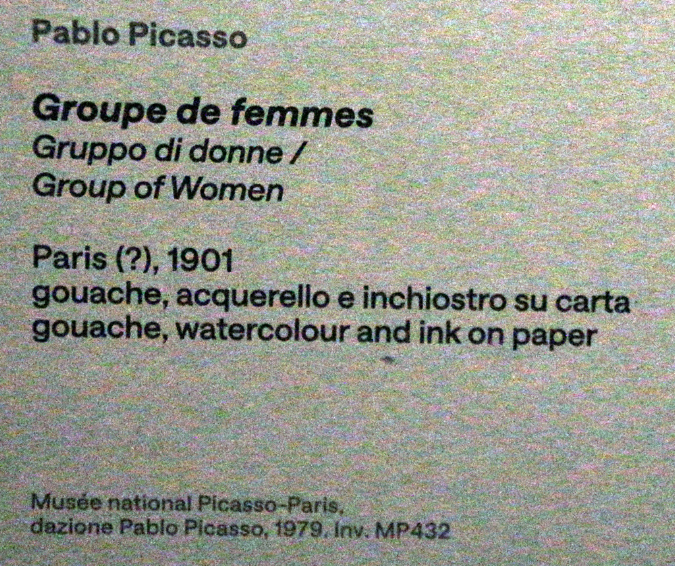 Pablo Picasso
Groupe de femmes
Gruppo di donne /
Group of Women
Paris (?), 1901
gouache, acquerello e inchiostro su carta
gouache, watercolour and ink on paper
Musée national Picasso-Paris,
dazione Pablo Picasso, 1979. Inv. MP432